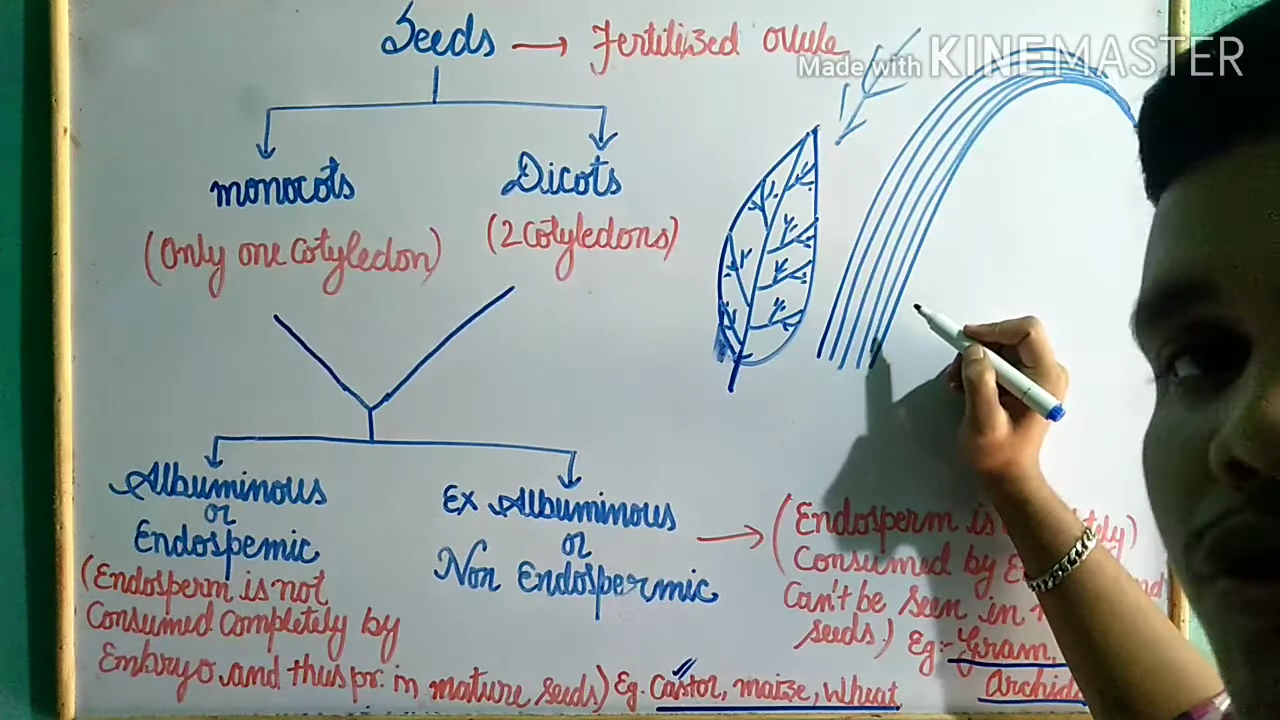 Seeds → Fertilized ovule
Made with KINEMASTER
monocots
Dicots
(Only one Cotyledon)
(2 Cotyledons)
Albuminous
or
Endospemic
(Endosperm is not
Consumed Completely by
Embryo and thus pr. in mature seeds) Eg. Castor, maize, Wheat
Ex Albuminous
or
Non Endospermic
→ (Endosperm is
Consumed by
Can't be seen in
seeds.) Eg:- Gram,